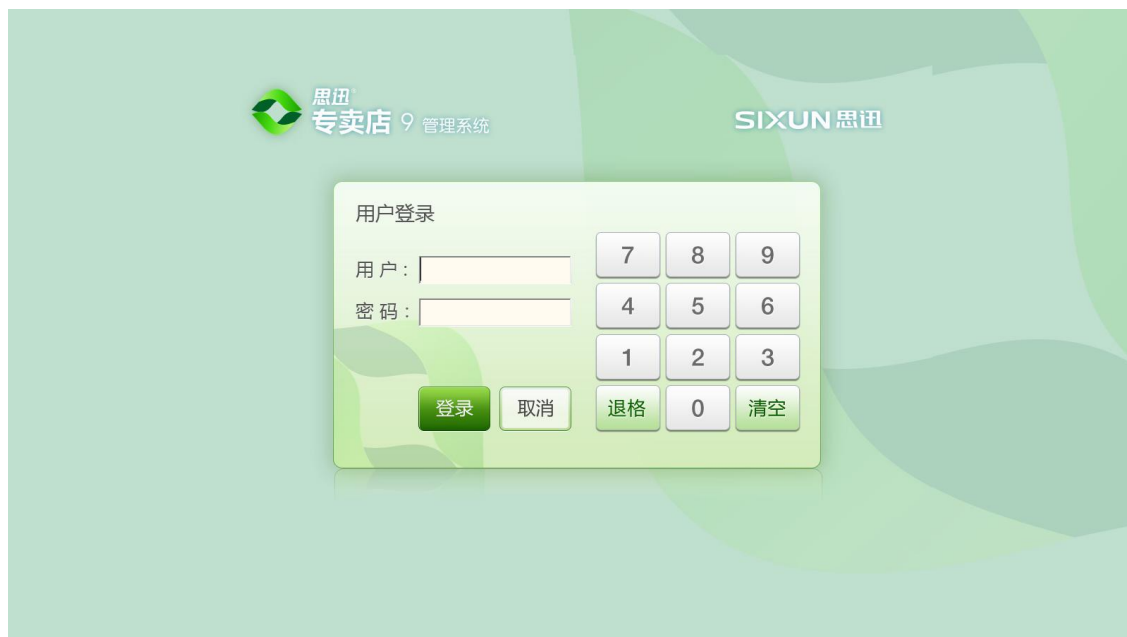 思迅®
专卖店 9 管理系统
SIXUN 思迅
用户登录
用 户：
密 码：
登录 取消
7 8 9
4 5 6
1 2 3
退格 0 清空